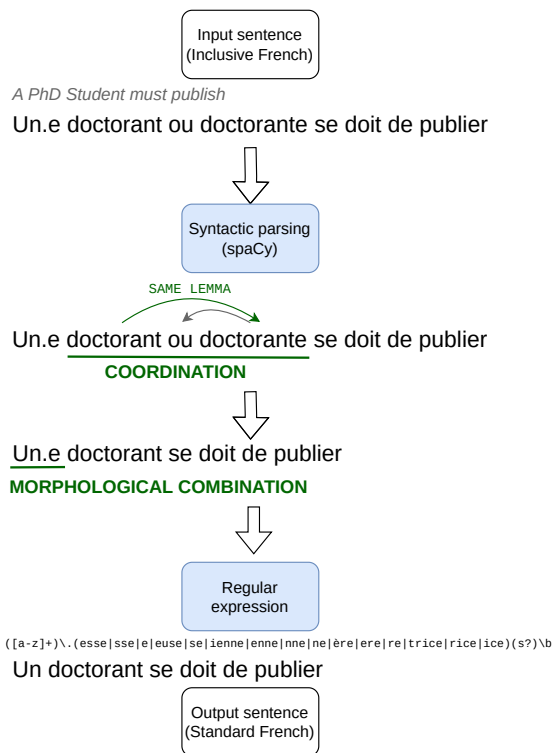 Input sentence
(Inclusive French)
A PhD Student must publish
Un.e doctorant ou doctorante se doit de publier
Syntactic parsing
(spaCy)
SAME LEMMA
Un.e doctorant ou doctorante se doit de publier
COORDINATION
Un.e doctorant se doit de publier
MORPHOLOGICAL COMBINATION
Regular
expression
([a-z]+)\.(esse|sse|e|euse|se|ienne|enne|nne|ne|ère|ere|re|trice|rice|ice)(s?)\b
Un doctorant se doit de publier
Output sentence
(Standard French)